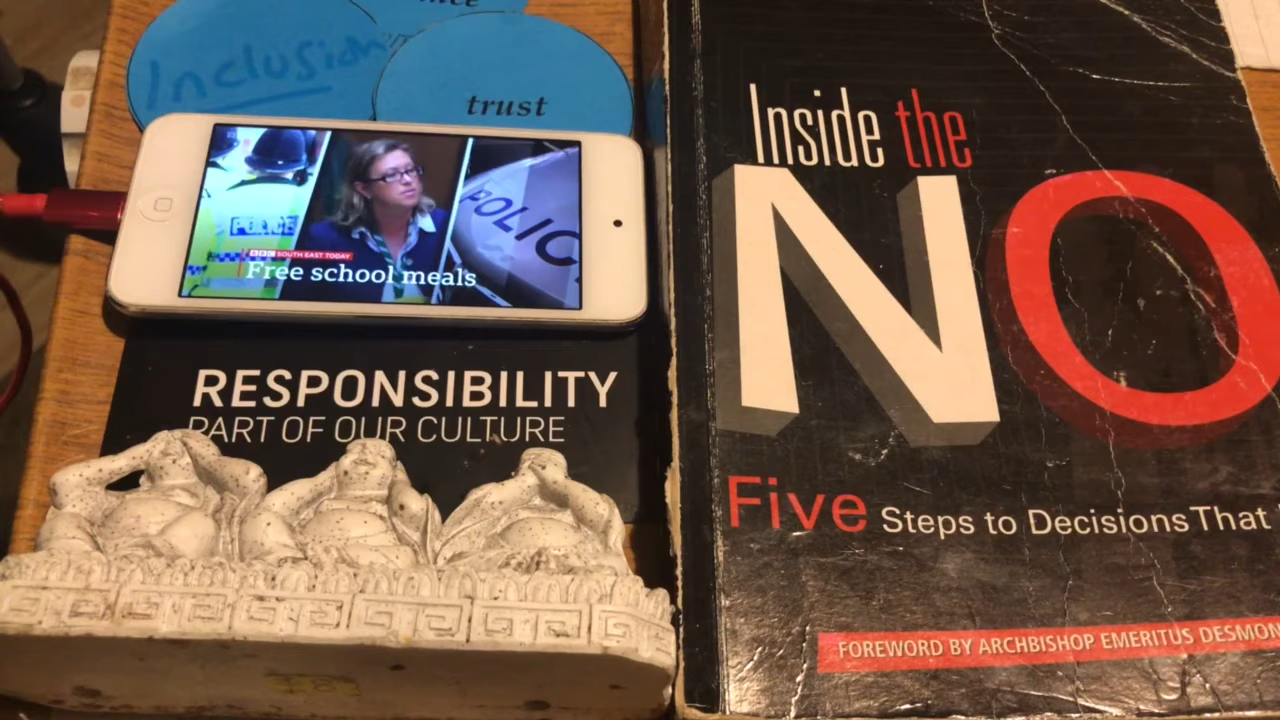 Inclusion
trust
POLICE
POLIC
BBC SOUTH EAST TODAY
Free school meals
RESPONSIBILITY
PART OF OUR CULTURE
Inside the
NO
Five Steps to Decisions That
FOREWORD BY ARCHBISHOP EMERITUS DESMON